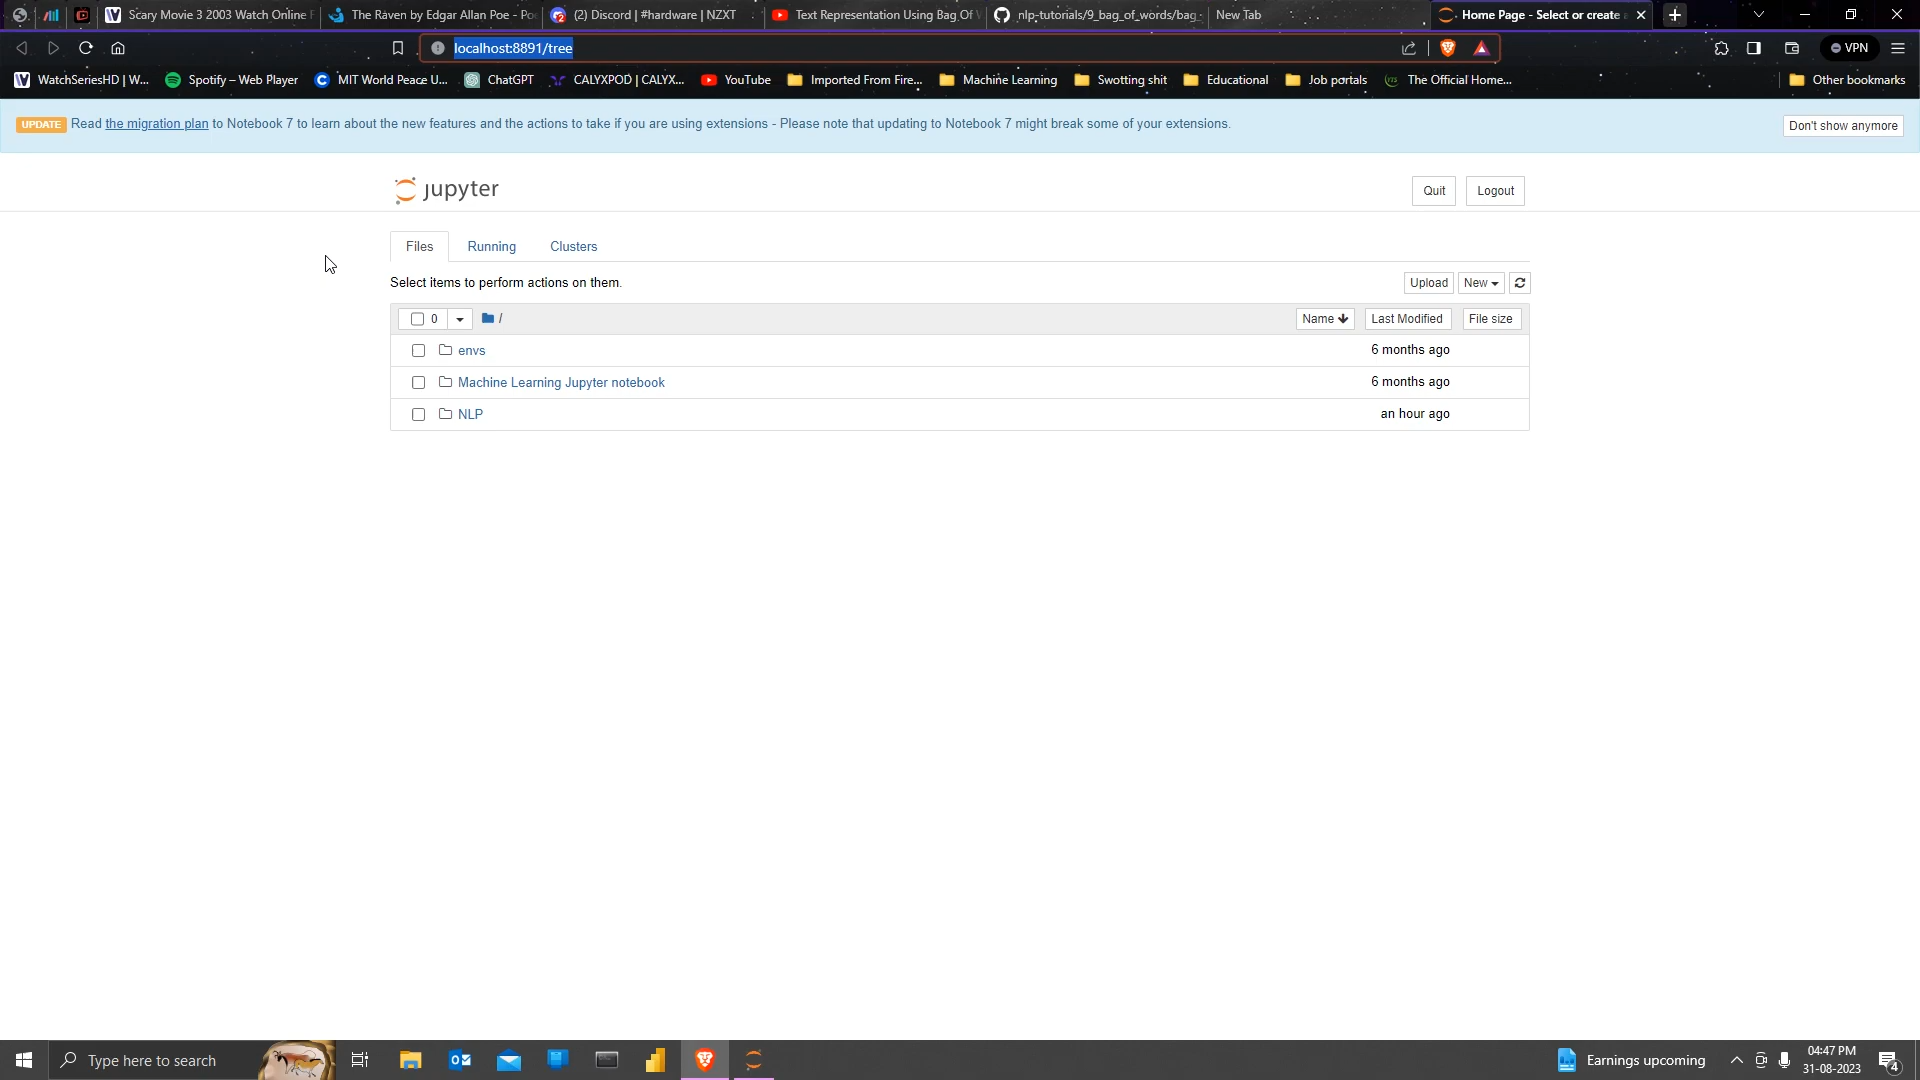 Scary Movie 3 2003 Watch Online F
The Raven by Edgar Allan Poe - Po
(2) Discord | #hardware | NZXT
Text Representation Using Bag Of W
nlp-tutorials/9_bag_of_words/bag
New Tab
Home Page - Select or create a
localhost:8891/tree
VPN
WatchSeriesHD | W...
Spotify – Web Player
MIT World Peace U...
ChatGPT
CALYXPOD | CALYX...
YouTube
Imported From Fire...
Machine Learning
Swotting shit
Educational
Job portals
The Official Home...
Other bookmarks
UPDATE Read the migration plan to Notebook 7 to learn about the new features and the actions to take if you are using extensions - Please note that updating to Notebook 7 might break some of your extensions.
Don't show anymore
jupyter
Quit
Logout
Files
Running
Clusters
Select items to perform actions on them.
Upload
New
0
/
Name
Last Modified
File size
envs
6 months ago
Machine Learning Jupyter notebook
6 months ago
NLP
an hour ago
Type here to search
Earnings upcoming
04:47 PM
31-08-2023
4